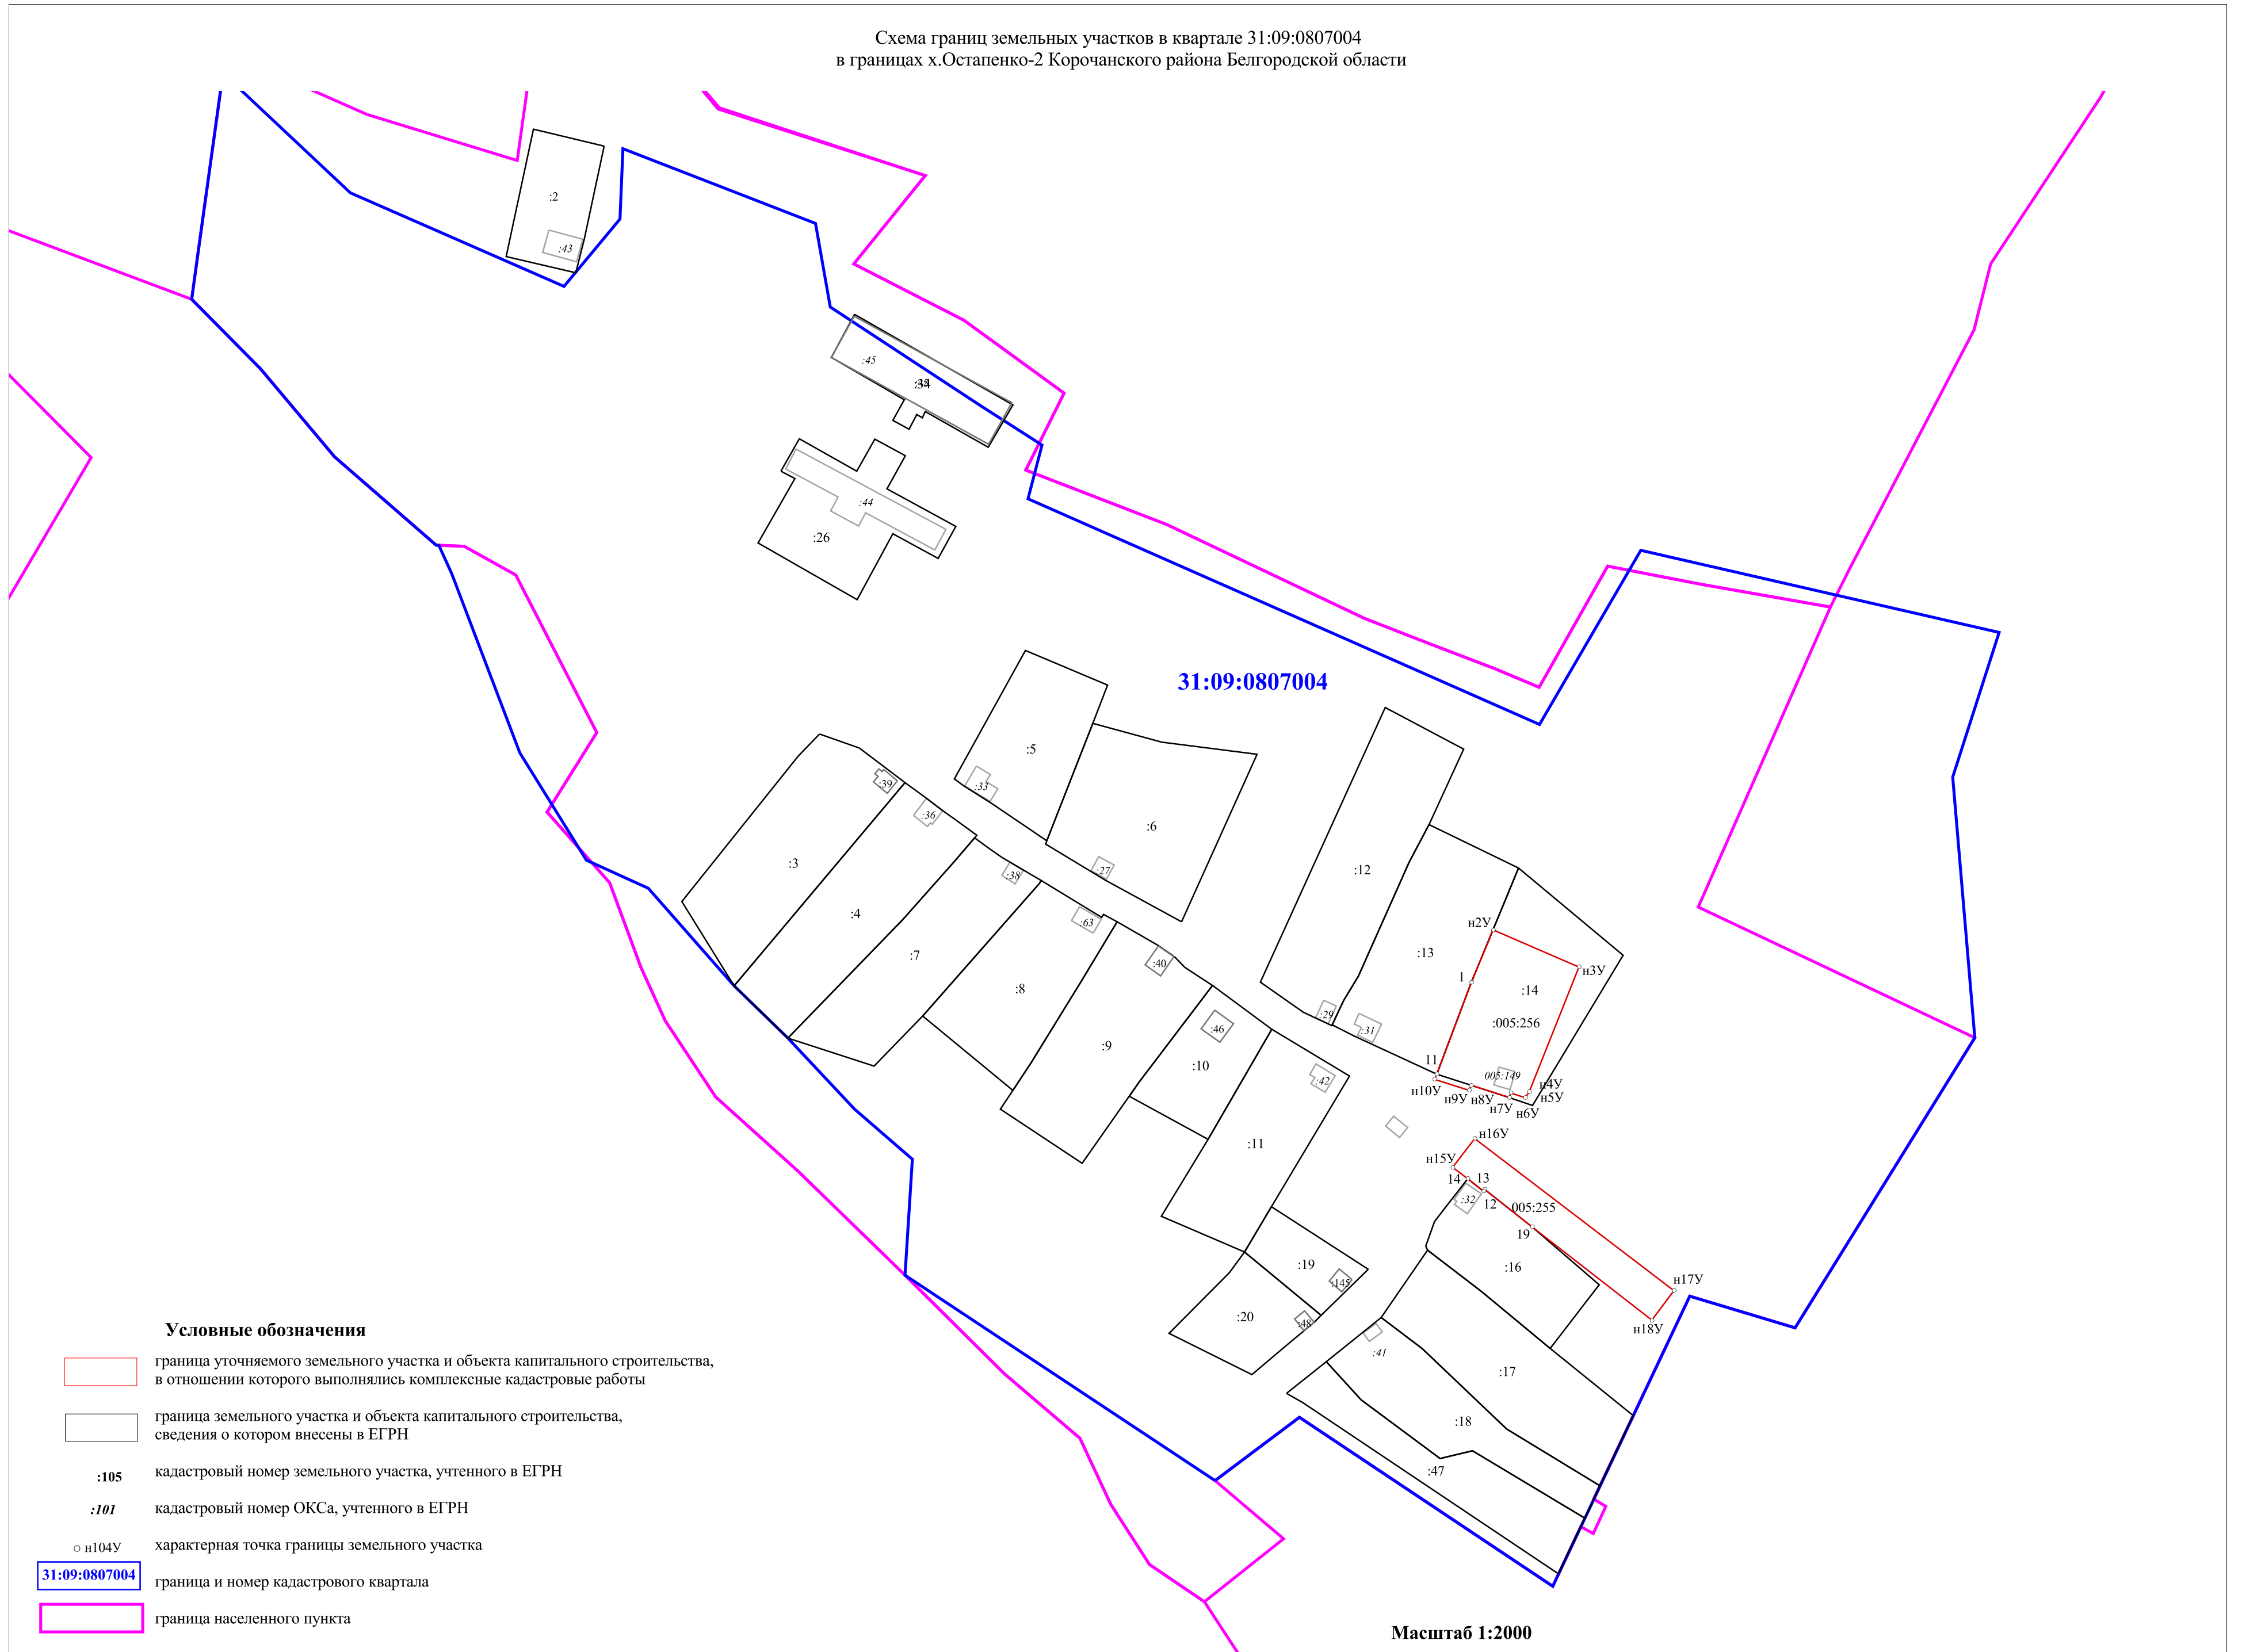 Схема границ земельных участков в квартале 31:09:0807004
в границах х.Остапенко-2 Корочанского района Белгородской области
:2
:43
:45
:34
:44
:26
31:09:0807004
:5
:33
:39
:36
:6
:27
:3
:38
:12
:4
:63
:7
:40
:8
:13
н2У
1
н3У
:14
:29
:31
:005:256
:46
:9
:10
11
005:149
н10У
н9У
н8У
н7У
н6У
н4У
н5У
:42
:11
н16У
н15У
14
13
:32
12
005:255
19
:19
:145
:16
н17У
:20
:48
н18У
:41
:17
:18
:47
Условные обозначения
граница уточняемого земельного участка и объекта капитального строительства,
в отношении которого выполнялись комплексные кадастровые работы
граница земельного участка и объекта капитального строительства,
сведения о котором внесены в ЕГРН
:105 кадастровый номер земельного участка, учтенного в ЕГРН
:101 кадастровый номер ОКСа, учтенного в ЕГРН
н104У характерная точка границы земельного участка
31:09:0807004 граница и номер кадастрового квартала
граница населенного пункта
Масштаб 1:2000